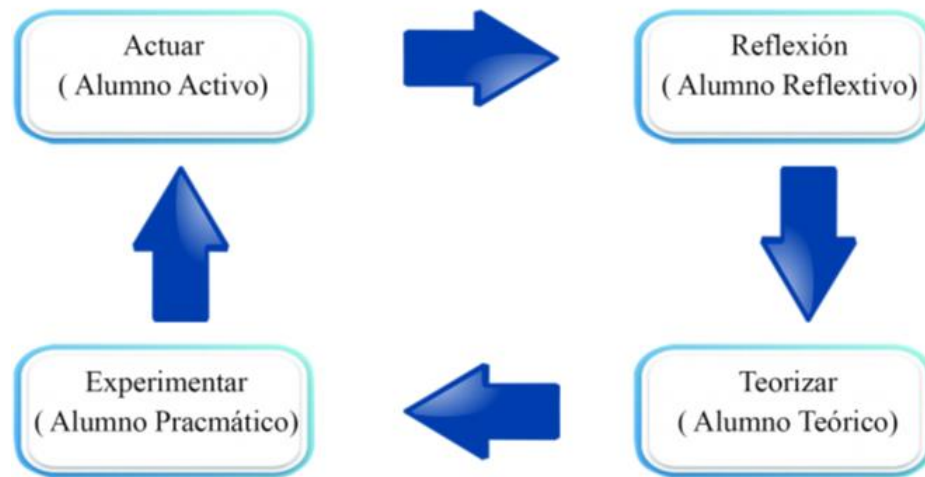 Actuar
( Alumno Activo)
Reflexión
( Alumno Reflextivo)
Experimentar
( Alumno Pracmático)
Teorizar
( Alumno Teórico)